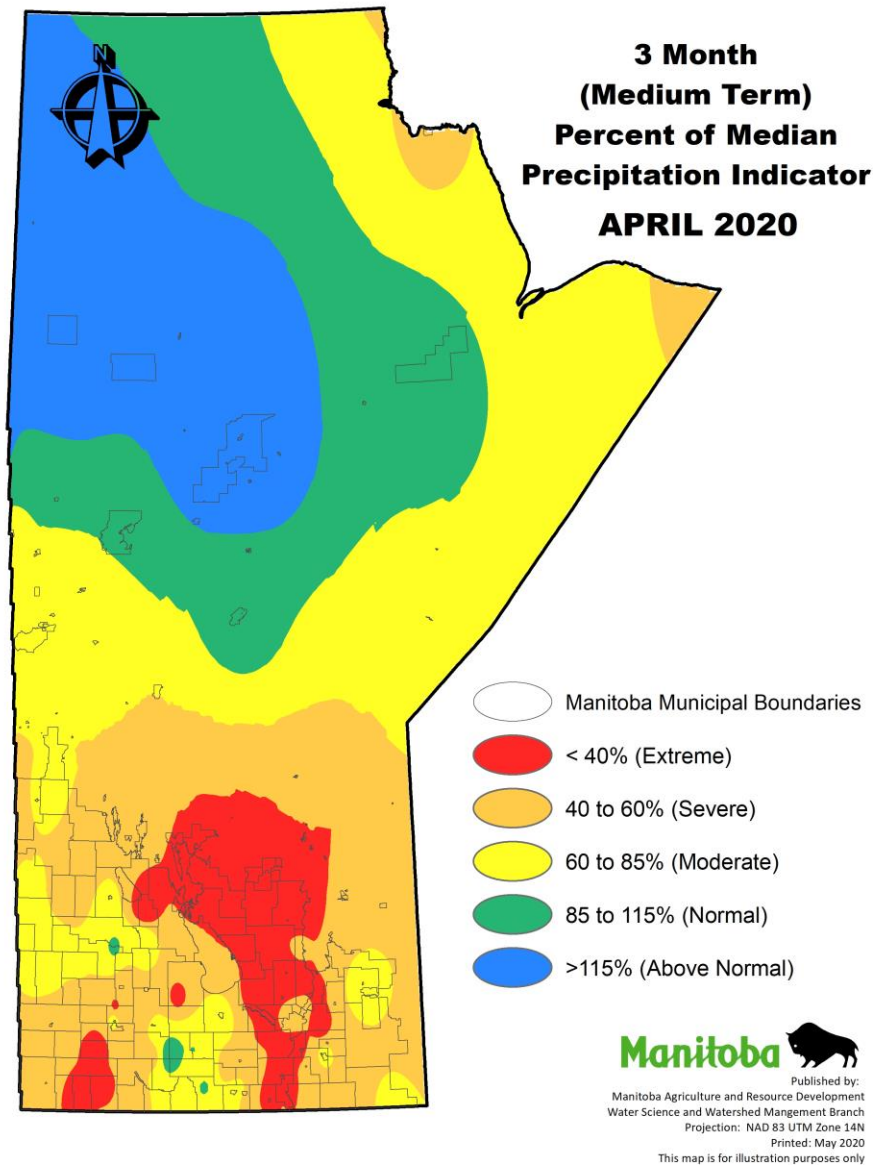 N
3 Month
(Medium Term)
Percent of Median
Precipitation Indicator
APRIL 2020
Manitoba Municipal Boundaries
< 40% (Extreme)
40 to 60% (Severe)
60 to 85% (Moderate)
85 to 115% (Normal)
>115% (Above Normal)
Manitoba
Published by:
Manitoba Agriculture and Resource Development
Water Science and Watershed Mangement Branch
Projection: NAD 83 UTM Zone 14N
Printed: May 2020
This map is for illustration purposes only